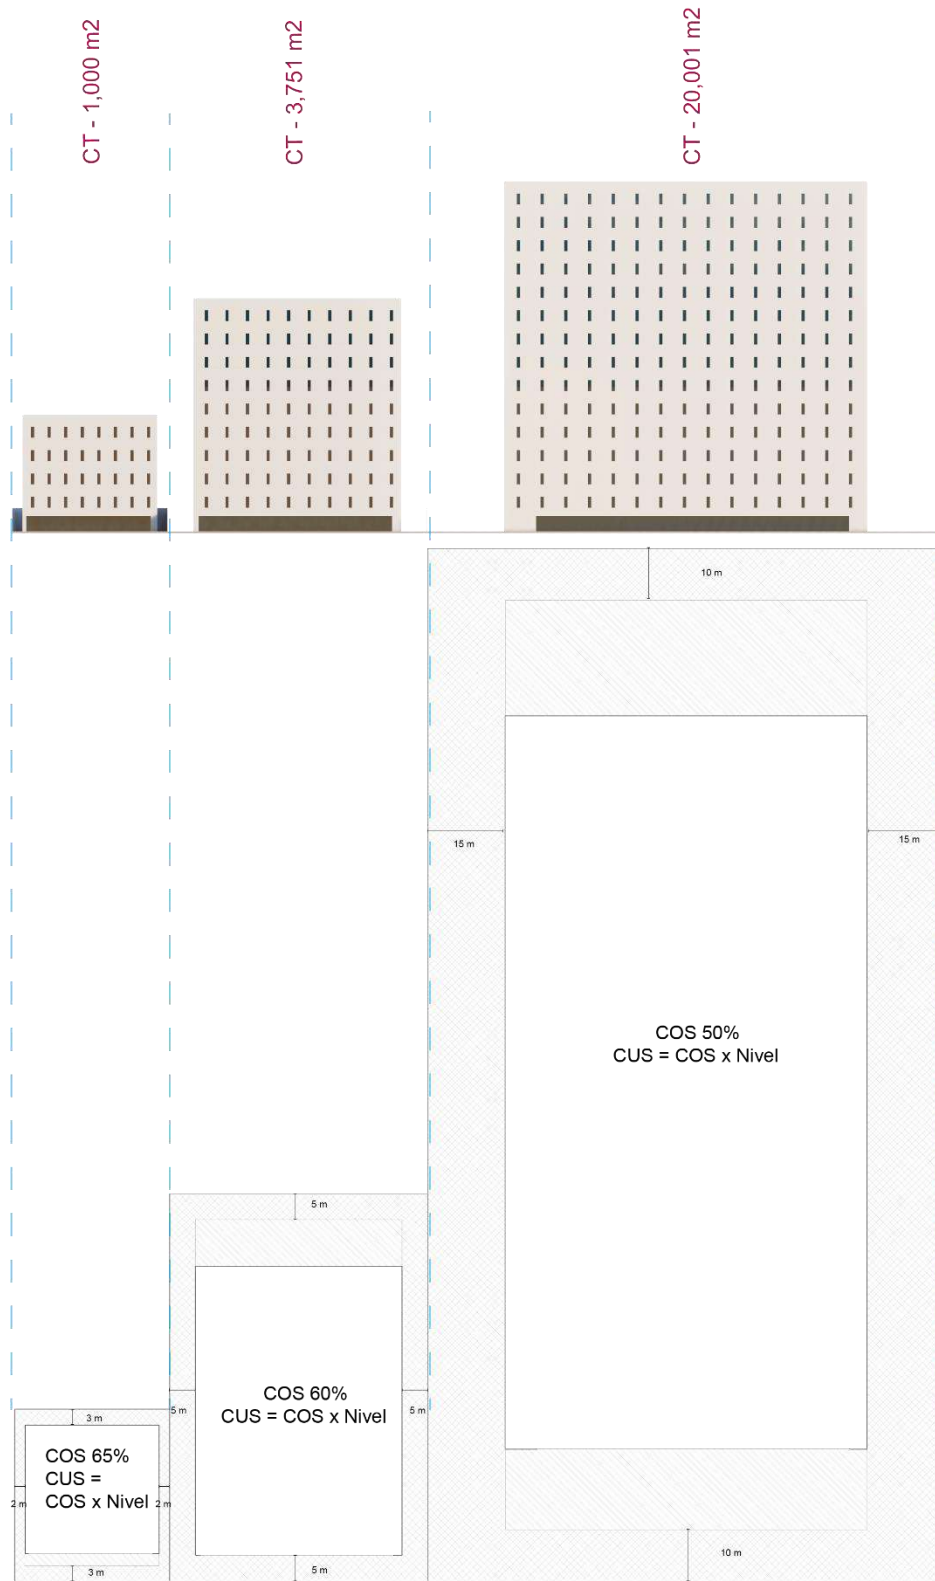 CT - 1,000 m2
CT - 3,751 m2
CT - 20,001 m2
10 m
15 m
15 m
COS 50%
CUS = COS x Nivel
5 m
COS 60%
CUS = COS x Nivel
5 m
5 m
3 m
COS 65%
CUS =
COS x Nivel
2 m
2 m
10 m
5 m
3 m